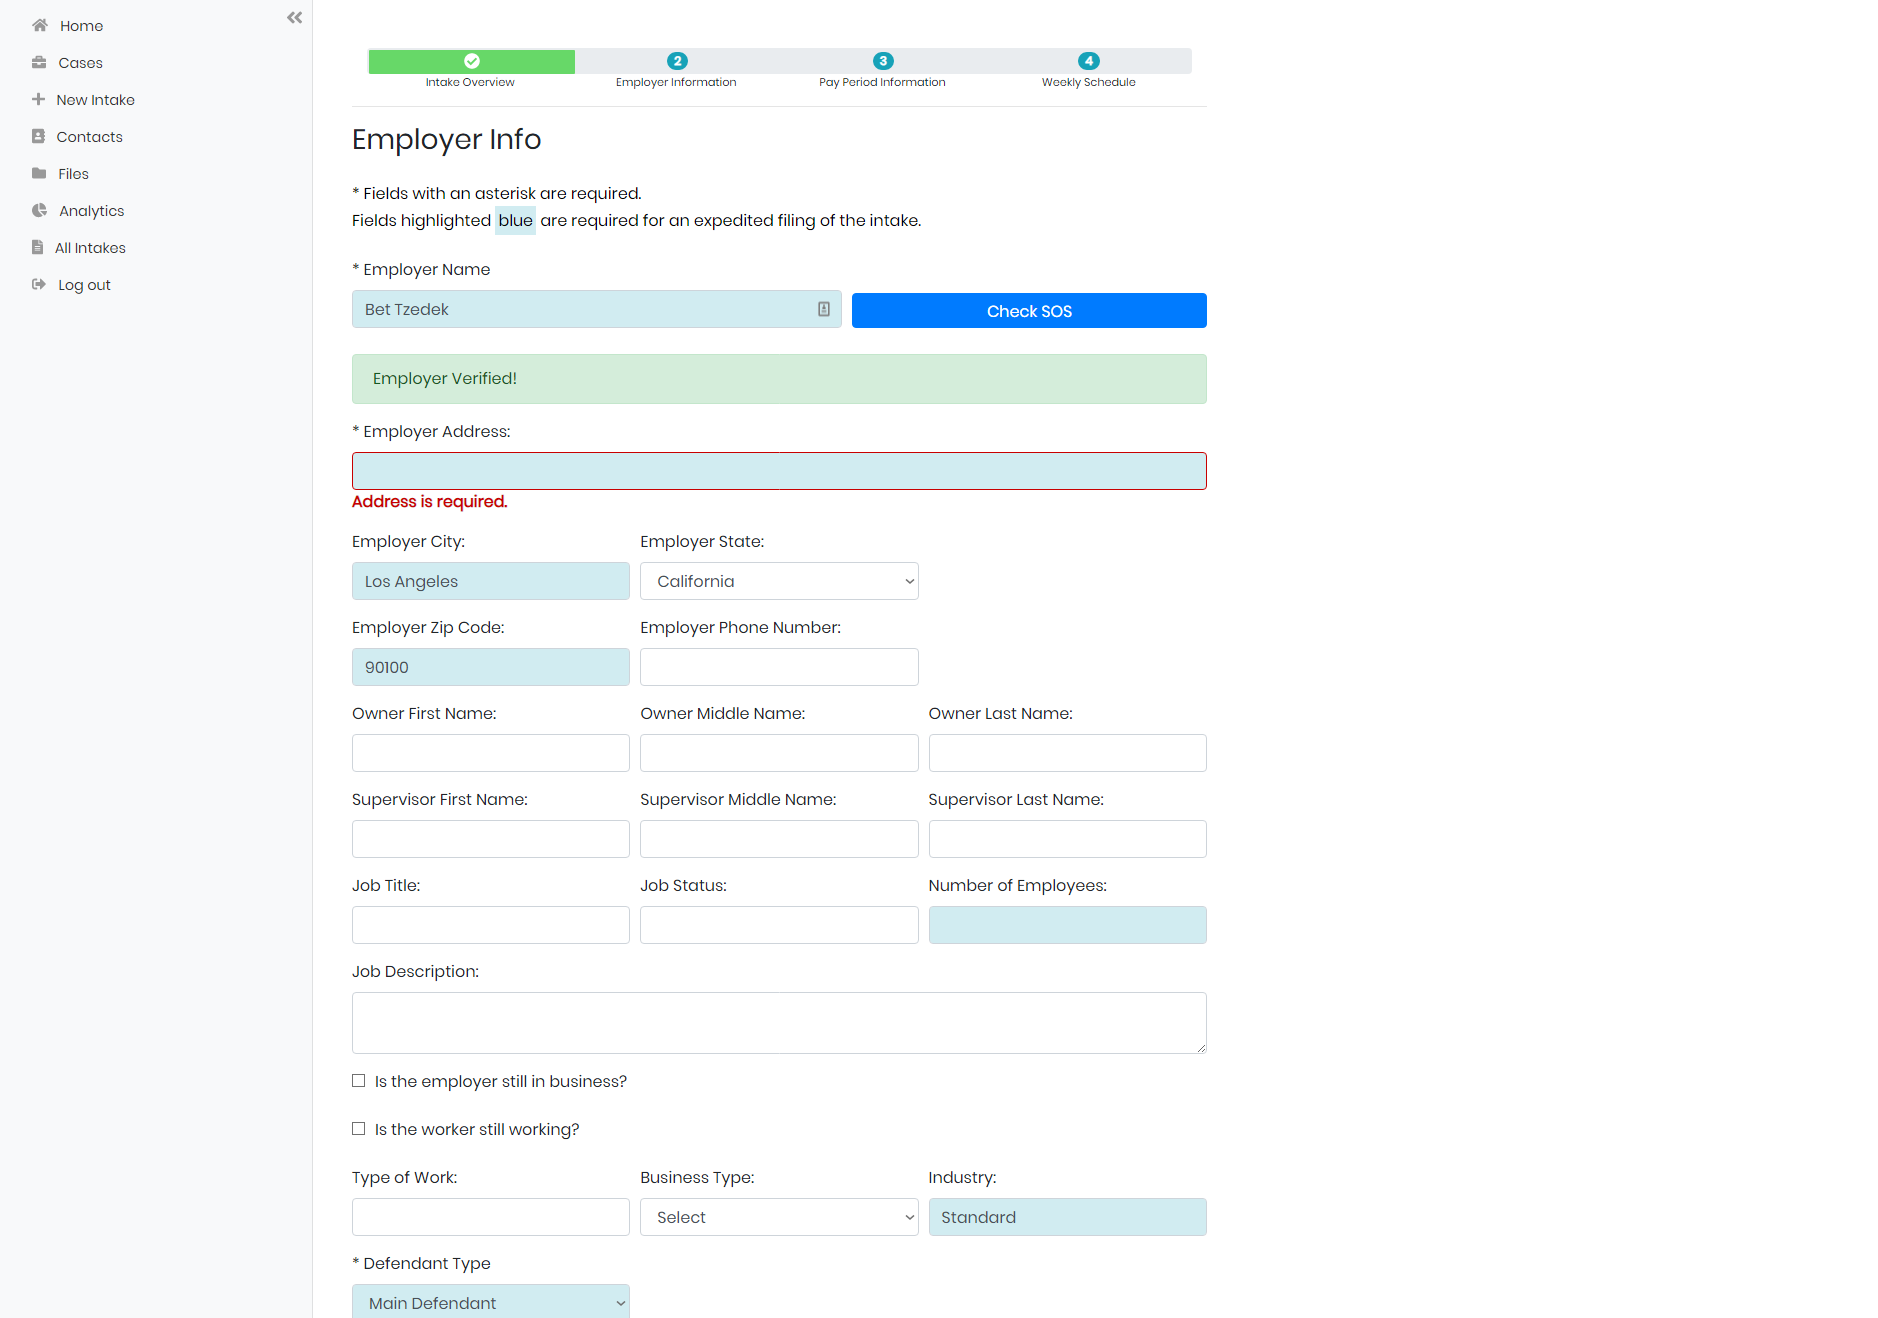 Home
Cases
New Intake
Contacts
Files
Analytics
All Intakes
Log out
2 3 4
Intake Overview Employer Information Pay Period Information Weekly Schedule
Employer Info
* Fields with an asterisk are required.
Fields highlighted blue are required for an expedited filing of the intake.
* Employer Name
Bet Tzedek Check SOS
Employer Verified!
* Employer Address:
Address is required.
Employer City: Employer State:
Los Angeles California
Employer Zip Code: Employer Phone Number:
90100
Owner First Name: Owner Middle Name: Owner Last Name:
Supervisor First Name: Supervisor Middle Name: Supervisor Last Name:
Job Title: Job Status: Number of Employees:
Job Description:
Is the employer still in business?
Is the worker still working?
Type of Work: Business Type: Industry:
Select Standard
* Defendant Type
Main Defendant